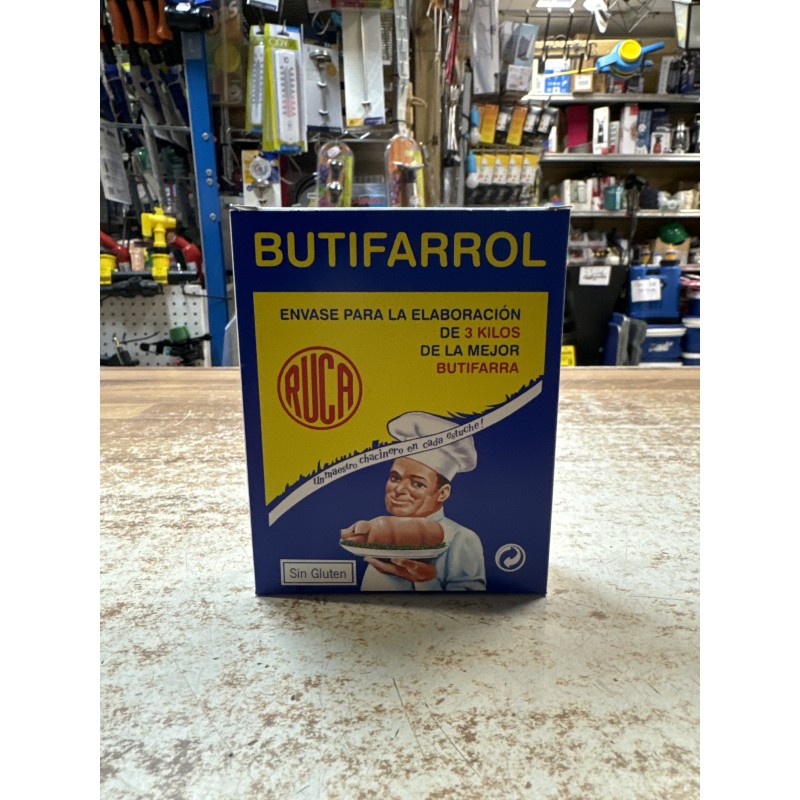 BUTIFARROL
ENVASE PARA LA ELABORACIÓN
DE 3 KILOS
DE LA MEJOR
BUTIFARRA
RUCA
Un maestro chacinero en cada estuche!
Sin Gluten